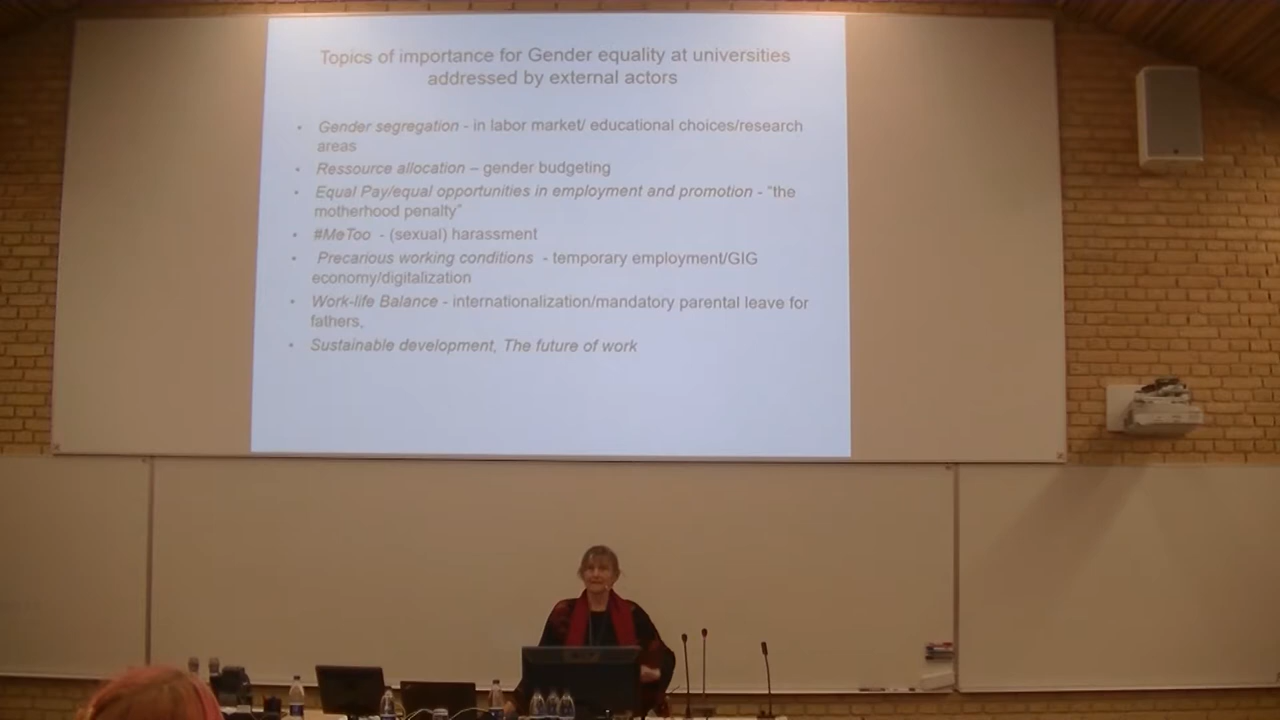 Topics of importance for Gender equality at universities
addressed by external actors
• Gender segregation - in labor market/ educational choices/research
areas
• Ressource allocation – gender budgeting
• Equal Pay/equal opportunities in employment and promotion - “the
motherhood penalty”
• #MeToo - (sexual) harassment
• Precarious working conditions - temporary employment/GIG
economy/digitalization
• Work-life Balance - internationalization/mandatory parental leave for
fathers,
• Sustainable development, The future of work